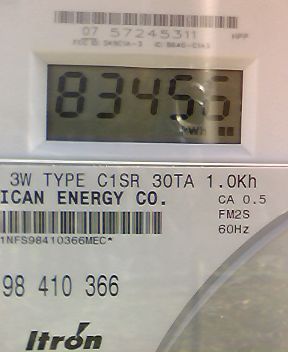 07 57245311
83456
kWh
3W TYPE C1SR 30TA 1.0Kh
ICAN ENERGY CO.
CA 0.5
FM2S
60Hz
1NFS98410366MEC*
98 410 366
Itron